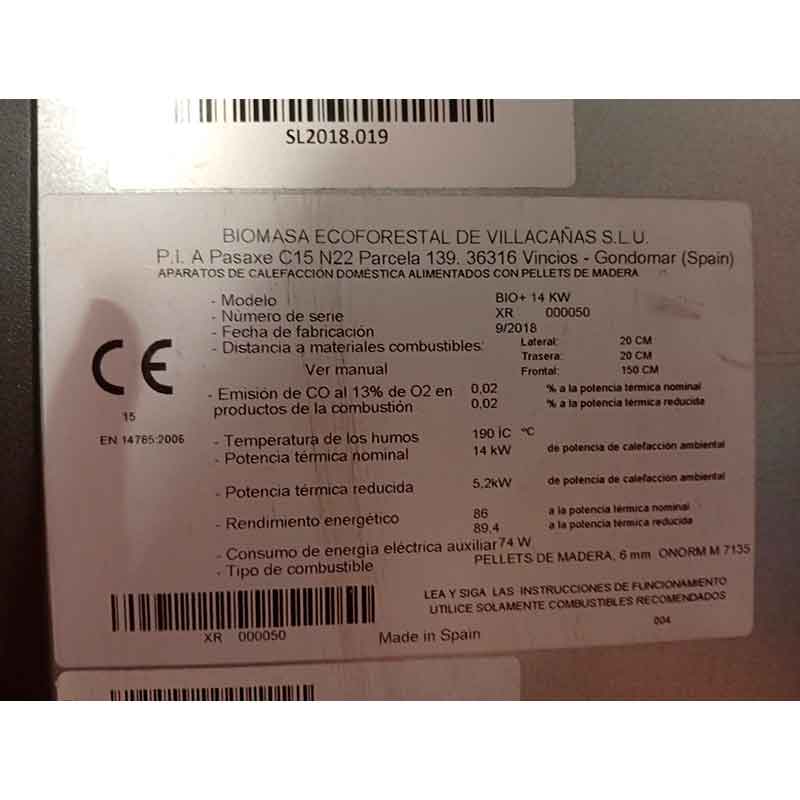 SL2018.019
BIOMASA ECOFORESTAL DE VILLACAÑAS S.L.U.
P.I. A Pasaxe C15 N22 Parcela 139. 36316 Vincios - Gondomar (Spain)
APARATOS DE CALEFACCIÓN DOMÉSTICA ALIMENTADOS CON PELLETS DE MADERA
- Modelo BIO+ 14 KW
- Número de serie XR 000050
- Fecha de fabricación 9/2018
- Distancia a materiales combustibles: Lateral: 20 CM
Trasera: 20 CM
Ver manual Frontal: 150 CM
CE
15
EN 14785:2006
- Emisión de CO al 13% de O2 en 0,02 % a la potencia térmica nominal
productos de la combustión 0,02 % a la potencia térmica reducida
- Temperatura de los humos 190 İC ºC
- Potencia térmica nominal 14 kW de potencia de calefacción ambiental
- Potencia térmica reducida 5,2kW de potencia de calefacción ambiental
- Rendimiento energético 86 a la potencia térmica nominal
89,4 a la potencia térmica reducida
- Consumo de energía eléctrica auxiliar 74 W
- Tipo de combustible PELLETS DE MADERA, 6 mm ONORM M 7135
LEA Y SIGA LAS INSTRUCCIONES DE FUNCIONAMIENTO
UTILICE SOLAMENTE COMBUSTIBLES RECOMENDADOS
004
XR 000050
Made in Spain